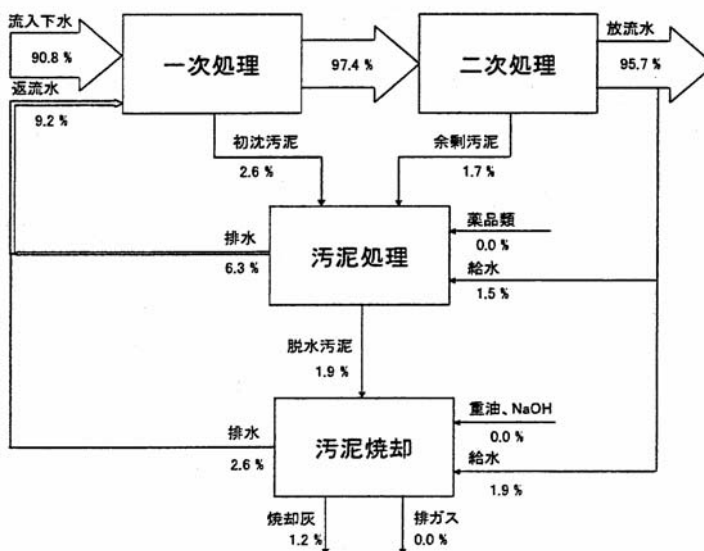 流入下水
90.8 %
一次処理
97.4 %
二次処理
放流水
95.7 %
返流水
9.2 %
初沈汚泥
2.6 %
余剰汚泥
1.7 %
排水
6.3 %
汚泥処理
薬品類
0.0 %
給水
1.5 %
脱水汚泥
1.9 %
排水
2.6 %
汚泥焼却
重油、NaOH
0.0 %
給水
1.9 %
焼却灰
1.2 %
排ガス
0.0 %